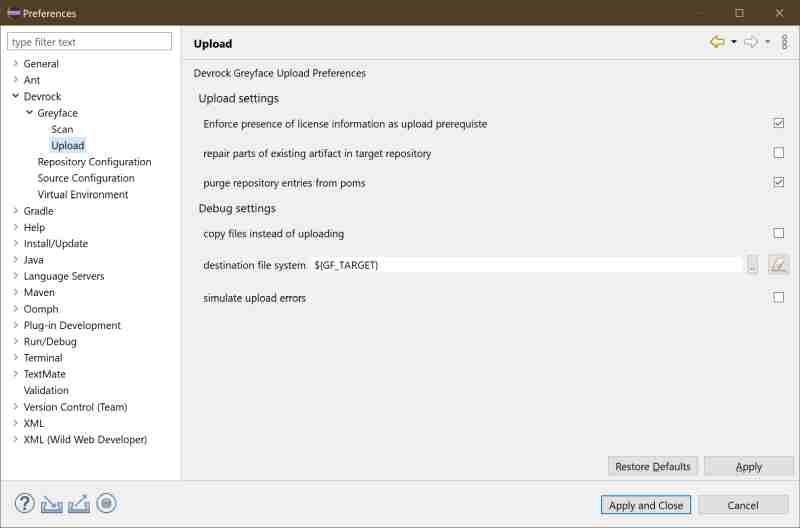 Preferences
type filter text
General
Ant
Devrock
Greyface
Scan
Upload
Repository Configuration
Source Configuration
Virtual Environment
Gradle
Help
Install/Update
Java
Language Servers
Maven
Oomph
Plug-in Development
Run/Debug
Terminal
TextMate
Validation
Version Control (Team)
XML
XML (Wild Web Developer)
Upload
Devrock Greyface Upload Preferences
Upload settings
Enforce presence of license information as upload prerequiste
repair parts of existing artifact in target repository
purge repository entries from poms
Debug settings
copy files instead of uploading
destination file system ${GF_TARGET} ...
simulate upload errors
Restore Defaults Apply
? Apply and Close Cancel